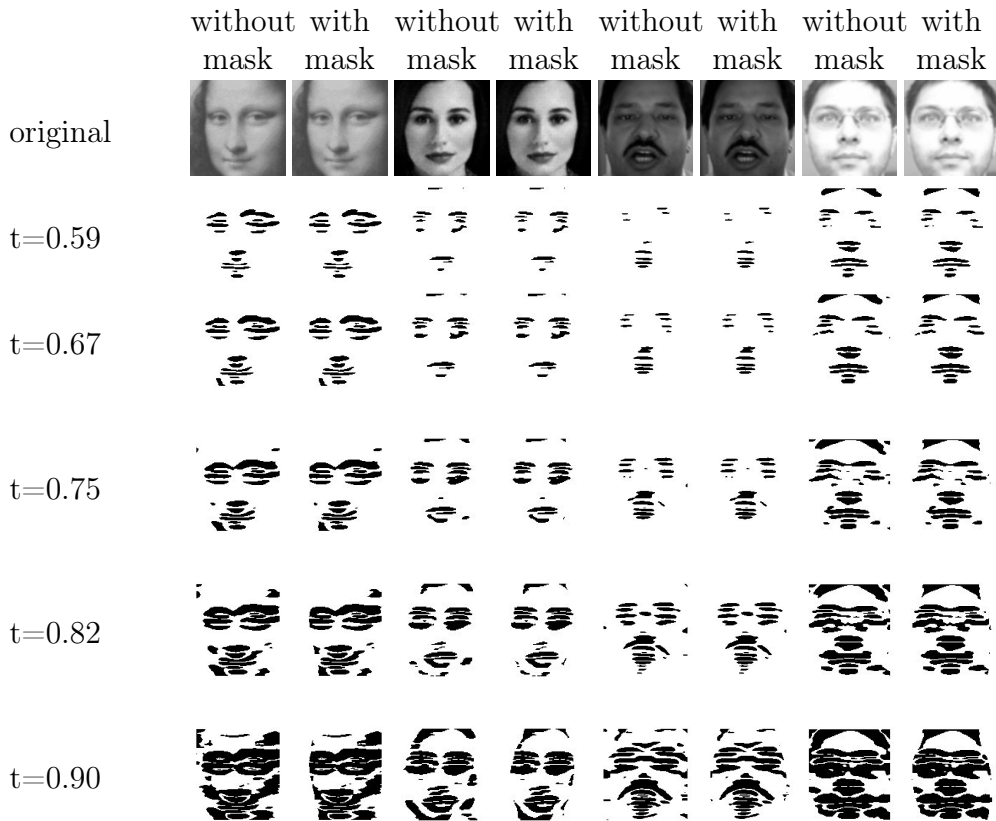 without with without with without with without with
mask mask mask mask mask mask mask mask
original
t=0.59
t=0.67
t=0.75
t=0.82
t=0.90